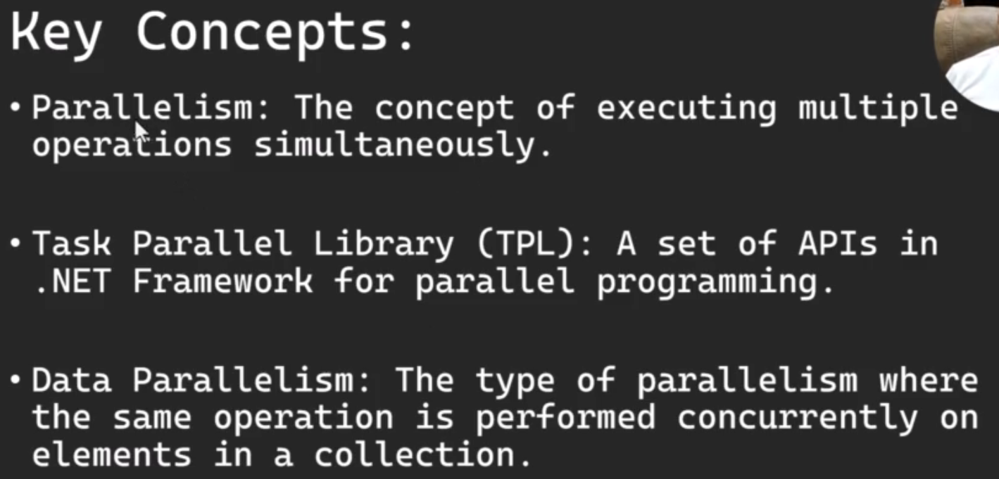 Key Concepts:
• Parallelism: The concept of executing multiple
operations simultaneously.
• Task Parallel Library (TPL): A set of APIs in
.NET Framework for parallel programming.
• Data Parallelism: The type of parallelism where
the same operation is performed concurrently on
elements in a collection.